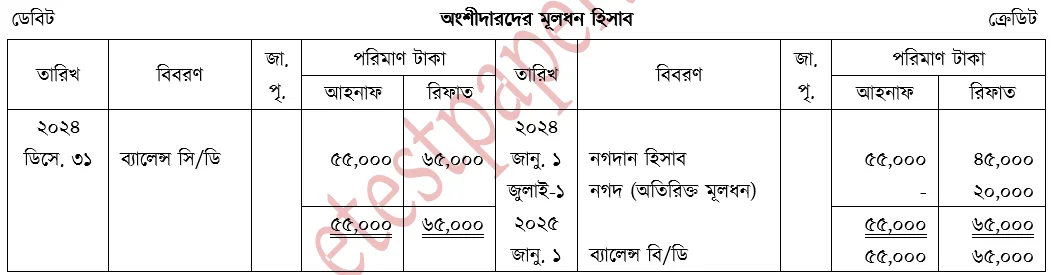 ডেবিট অংশীদারদের মূলধন হিসাব ক্রেডিট
তারিখ বিবরণ জা. পৃ. পরিমাণ টাকা তারিখ বিবরণ জা. পৃ. পরিমাণ টাকা
আহনাফ রিফাত আহনাফ রিফাত
২০২৪ ২০২৪
ডিসে. ৩১ ব্যালেন্স সি/ডি ৫৫,০০০ ৬৫,০০০ জানু. ১ নগদান হিসাব ৫৫,০০০ ৪৫,০০০
জুলাই-১ নগদ (অতিরিক্ত মূলধন) - ২০,০০০
৫৫,০০০ ৬৫,০০০ ২০২৫ ৫৫,০০০ ৬৫,০০০
জানু. ১ ব্যালেন্স বি/ডি ৫৫,০০০ ৬৫,০০০